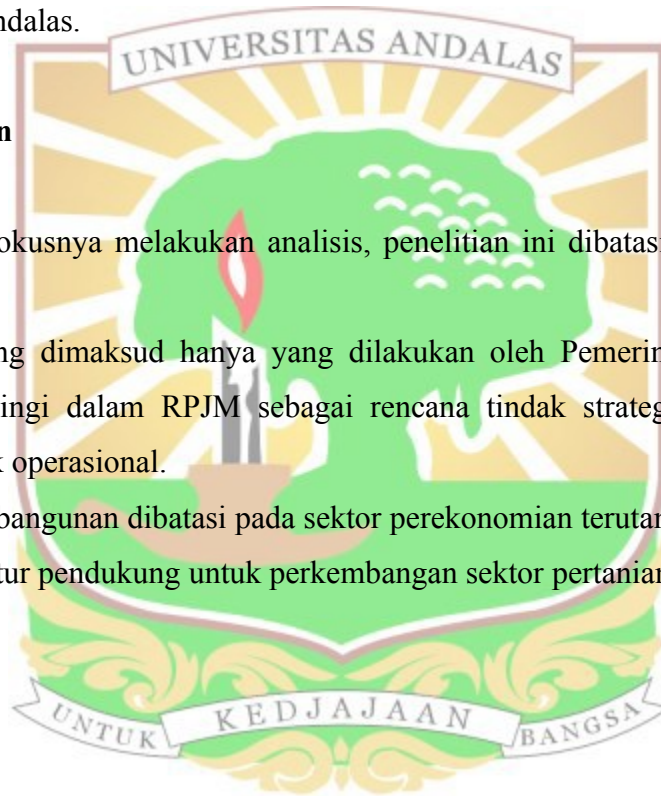 ndalas.
UNIVERSITAS ANDALAS
n
okusnya melakukan analisis, penelitian ini dibatasi
ng dimaksud hanya yang dilakukan oleh Pemerin
ingi dalam RPJM sebagai rencana tindak strateg
k operasional.
bangunan dibatasi pada sektor perekonomian terutan
tur pendukung untuk perkembangan sektor pertanian
UNTUK KEDJAJAAN BANGSA